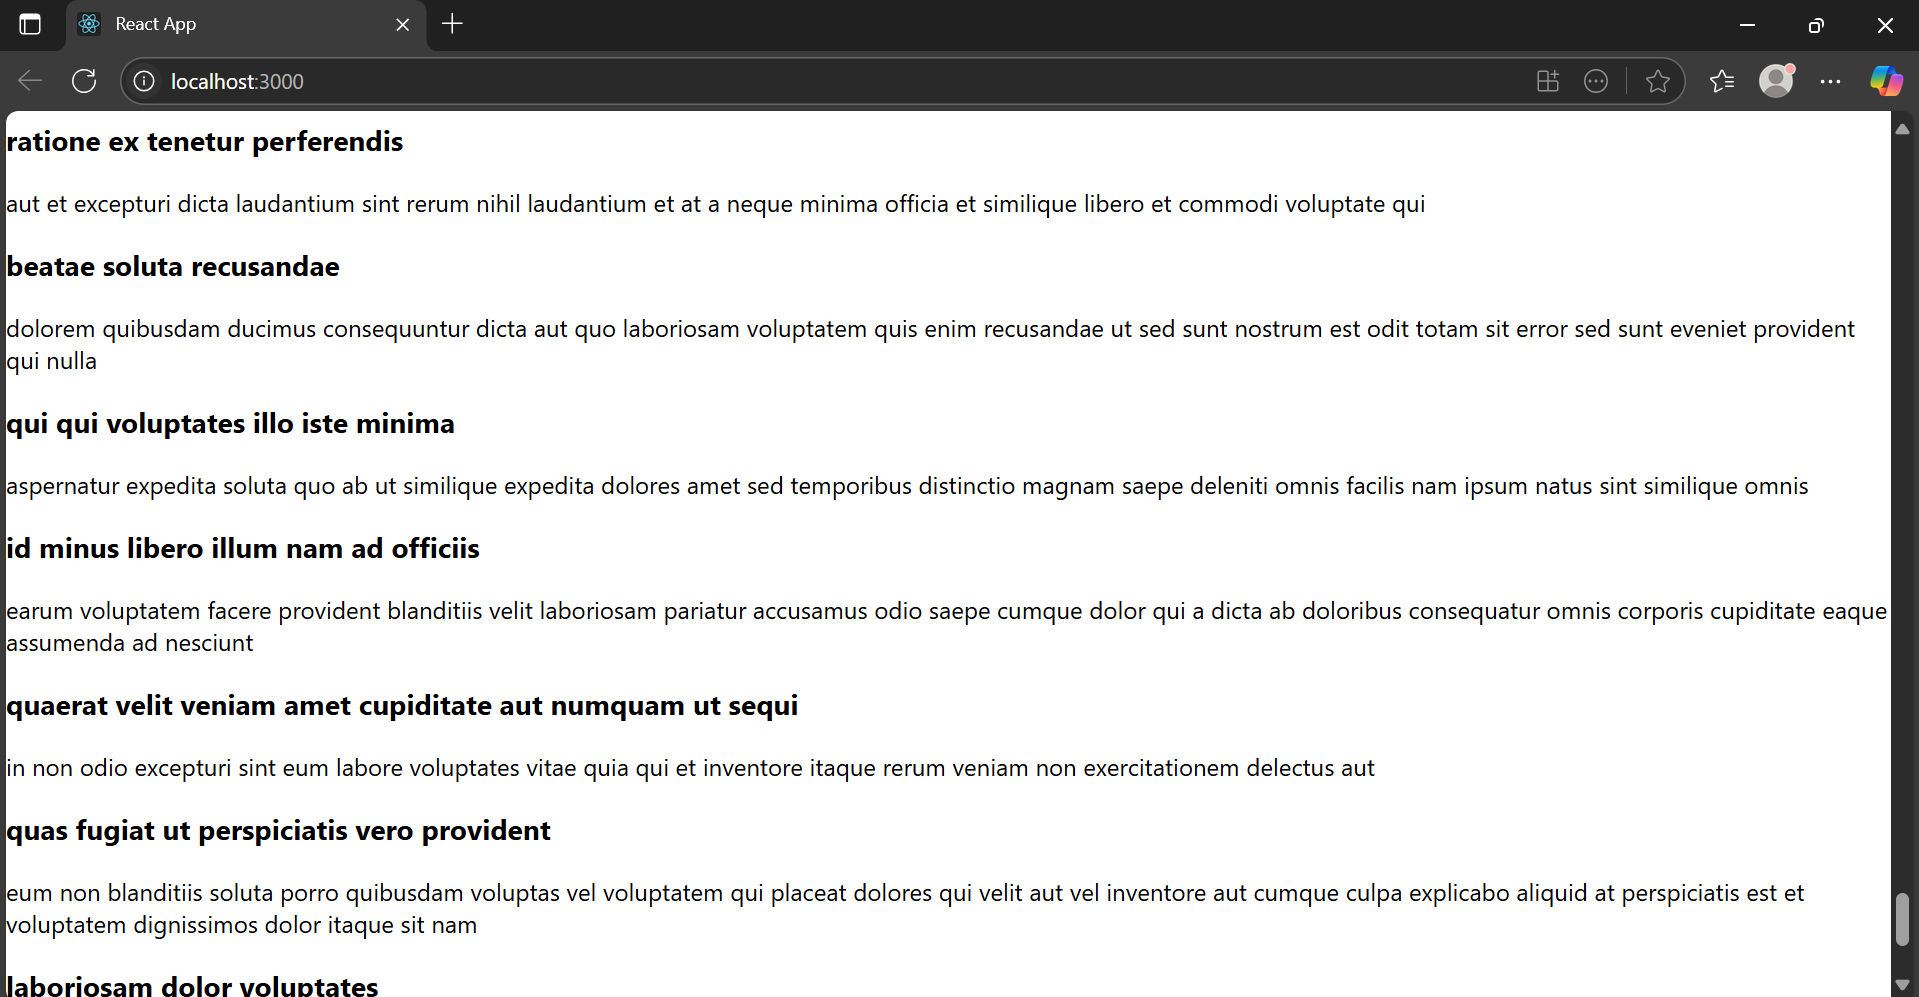 React App
localhost:3000
ratione ex tenetur perferendis
aut et excepturi dicta laudantium sint rerum nihil laudantium et at a neque minima officia et similique libero et commodi voluptate qui
beatae soluta recusandae
dolorem quibusdam ducimus consequuntur dicta aut quo laboriosam voluptatem quis enim recusandae ut sed sunt nostrum est odit totam sit error sed sunt eveniet provident
qui nulla
qui qui voluptates illo iste minima
aspernatur expedita soluta quo ab ut similique expedita dolores amet sed temporibus distinctio magnam saepe deleniti omnis facilis nam ipsum natus sint similique omnis
id minus libero illum nam ad officiis
earum voluptatem facere provident blanditiis velit laboriosam pariatur accusamus odio saepe cumque dolor qui a dicta ab doloribus consequatur omnis corporis cupiditate eaque
assumenda ad nesciunt
quaerat velit veniam amet cupiditate aut numquam ut sequi
in non odio excepturi sint eum labore voluptates vitae quia qui et inventore itaque rerum veniam non exercitationem delectus aut
quas fugiat ut perspiciatis vero provident
eum non blanditiis soluta porro quibusdam voluptas vel voluptatem qui placeat dolores qui velit aut vel inventore aut cumque culpa explicabo aliquid at perspiciatis est et
voluptatem dignissimos dolor itaque sit nam
laboriosam dolor voluptates